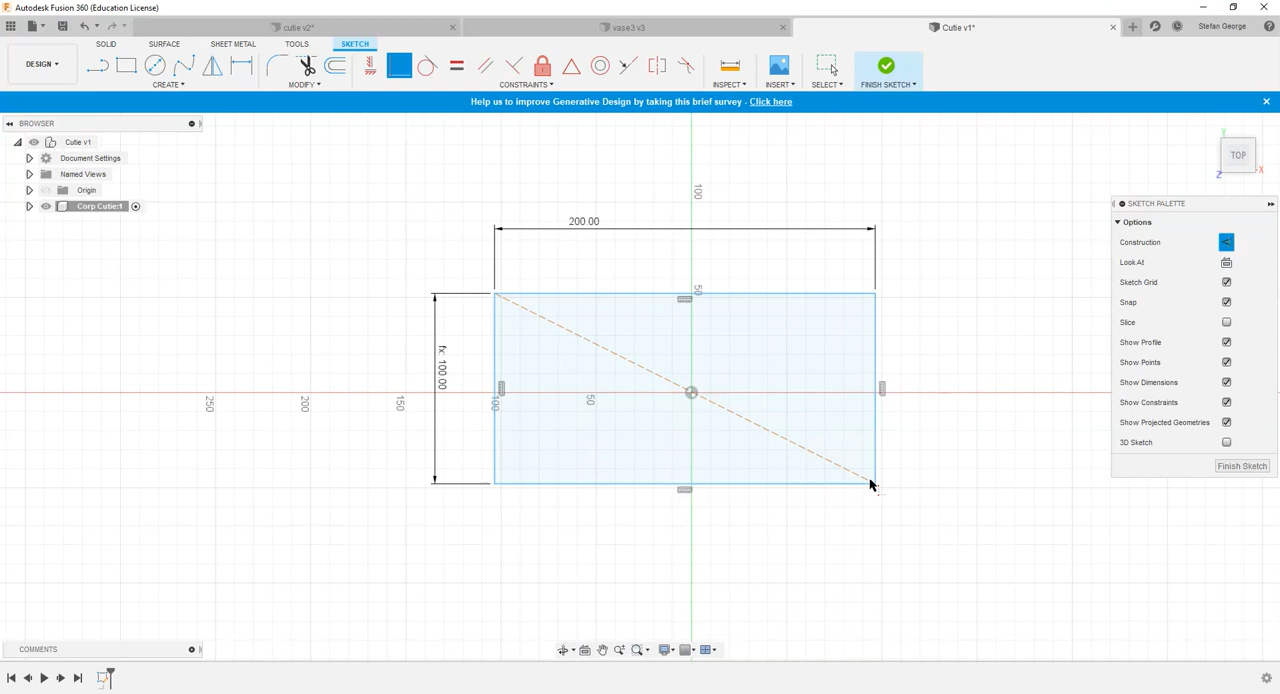 Autodesk Fusion 360 (Education License)
cutie v2*
vase3 v3
Cutie v1*
Stefan George
DESIGN
SOLID
SURFACE
SHEET METAL
TOOLS
SKETCH
CREATE
MODIFY
CONSTRAINTS
INSPECT
INSERT
SELECT
FINISH SKETCH
Help us to improve Generative Design by taking this brief survey - Click here
BROWSER
Cutie v1
Document Settings
Named Views
Origin
Corp Cutie:1
TOP
Y
X
Z
SKETCH PALETTE
Options
Construction
Look At
Sketch Grid
Snap
Slice
Show Profile
Show Points
Show Dimensions
Show Constraints
Show Projected Geometries
3D Sketch
Finish Sketch
100
200.00
50
fx: 100.00
250
200
150
100
50
COMMENTS